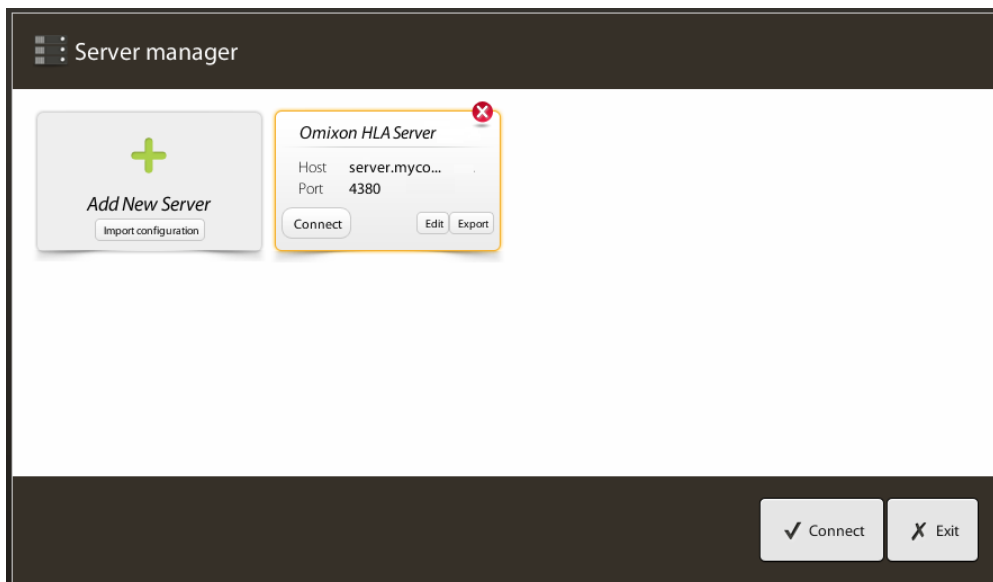 Server manager
Add New Server
Import configuration
Omixon HLA Server
Host server.myco...
Port 4380
Connect Edit Export
Connect Exit